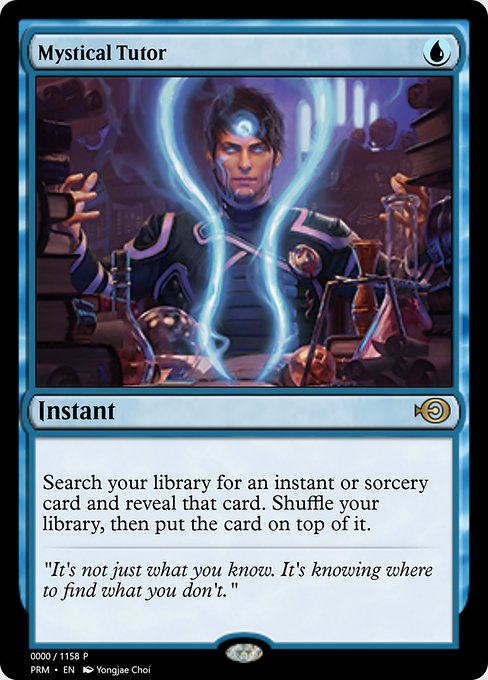 Mystical Tutor
Instant
Search your library for an instant or sorcery
card and reveal that card. Shuffle your
library, then put the card on top of it.
"It's not just what you know. It's knowing where
to find what you don't."
0000 / 1158 P
PRM • EN Yongjae Choi